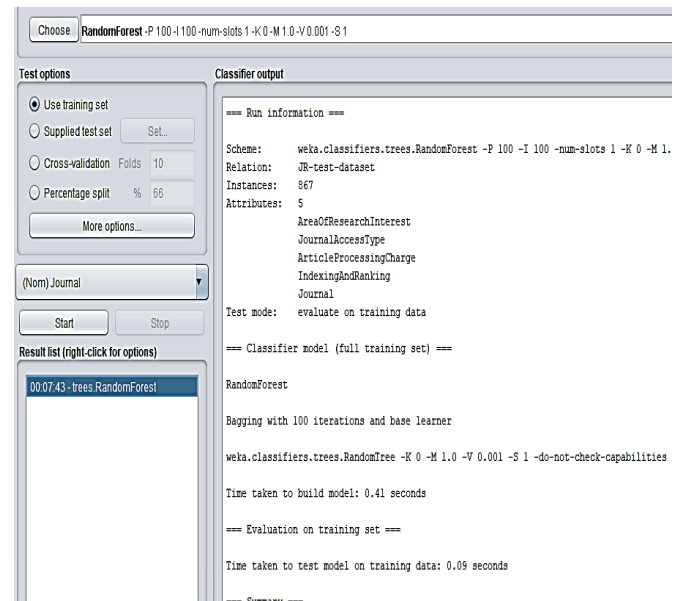 Choose RandomForest -P 100 -I 100 -num-slots 1 -K 0 -M 1.0 -V 0.001 -S 1
Test options
Use training set
Supplied test set Set...
Cross-validation Folds 10
Percentage split % 66
More options...
(Nom) Journal
Start Stop
Result list (right-click for options)
00:07:43 - trees.RandomForest
Classifier output
=== Run information ===
Scheme: weka.classifiers.trees.RandomForest -P 100 -I 100 -num-slots 1 -K 0 -M 1.
Relation: JR-test-dataset
Instances: 867
Attributes: 5
AreaOfResearchInterest
JournalAccessType
ArticleProcessingCharge
IndexingAndRanking
Journal
Test mode: evaluate on training data
=== Classifier model (full training set) ===
RandomForest
Bagging with 100 iterations and base learner
weka.classifiers.trees.RandomTree -K 0 -M 1.0 -V 0.001 -S 1 -do-not-check-capabilities
Time taken to build model: 0.41 seconds
=== Evaluation on training set ===
Time taken to test model on training data: 0.09 seconds
=== Summary ===